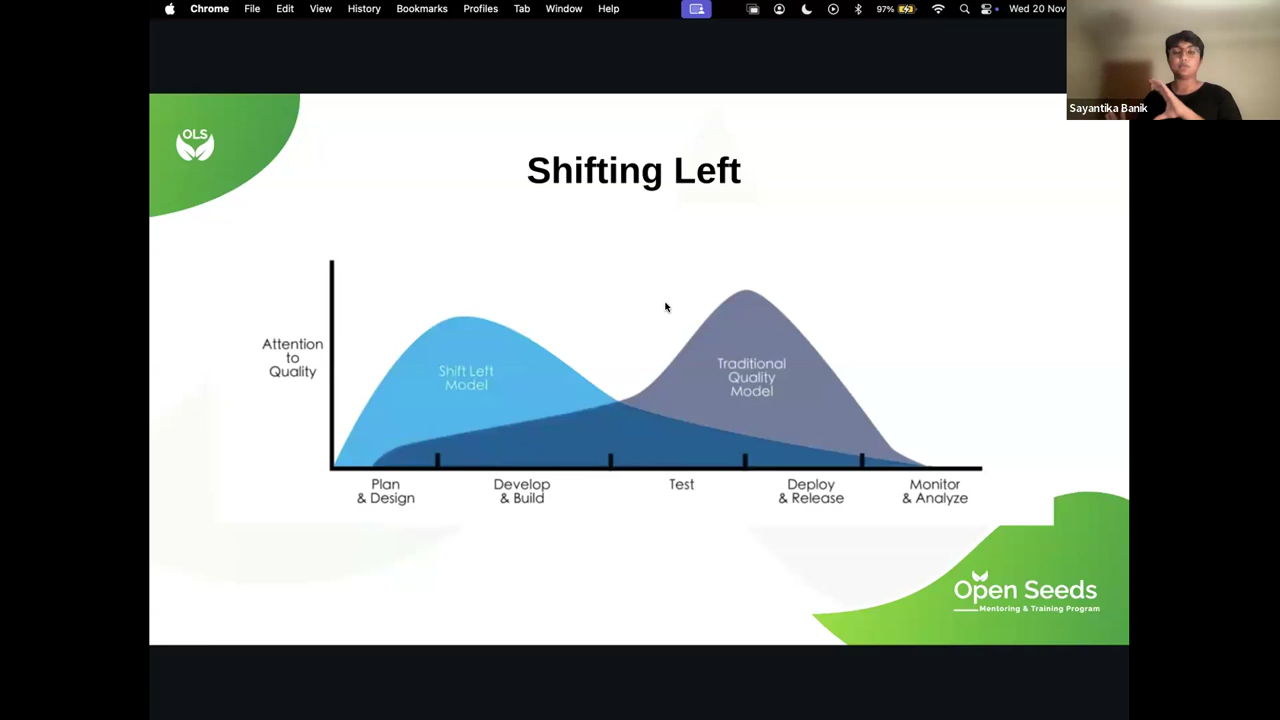 Chrome File Edit View History Bookmarks Profiles Tab Window Help 97% Wed 20 Nov
Sayantika Banik
OLS
Shifting Left
Attention
to
Quality
Shift Left
Model
Traditional
Quality
Model
Plan
& Design
Develop
& Build
Test
Deploy
& Release
Monitor
& Analyze
Open Seeds
Mentoring & Training Program